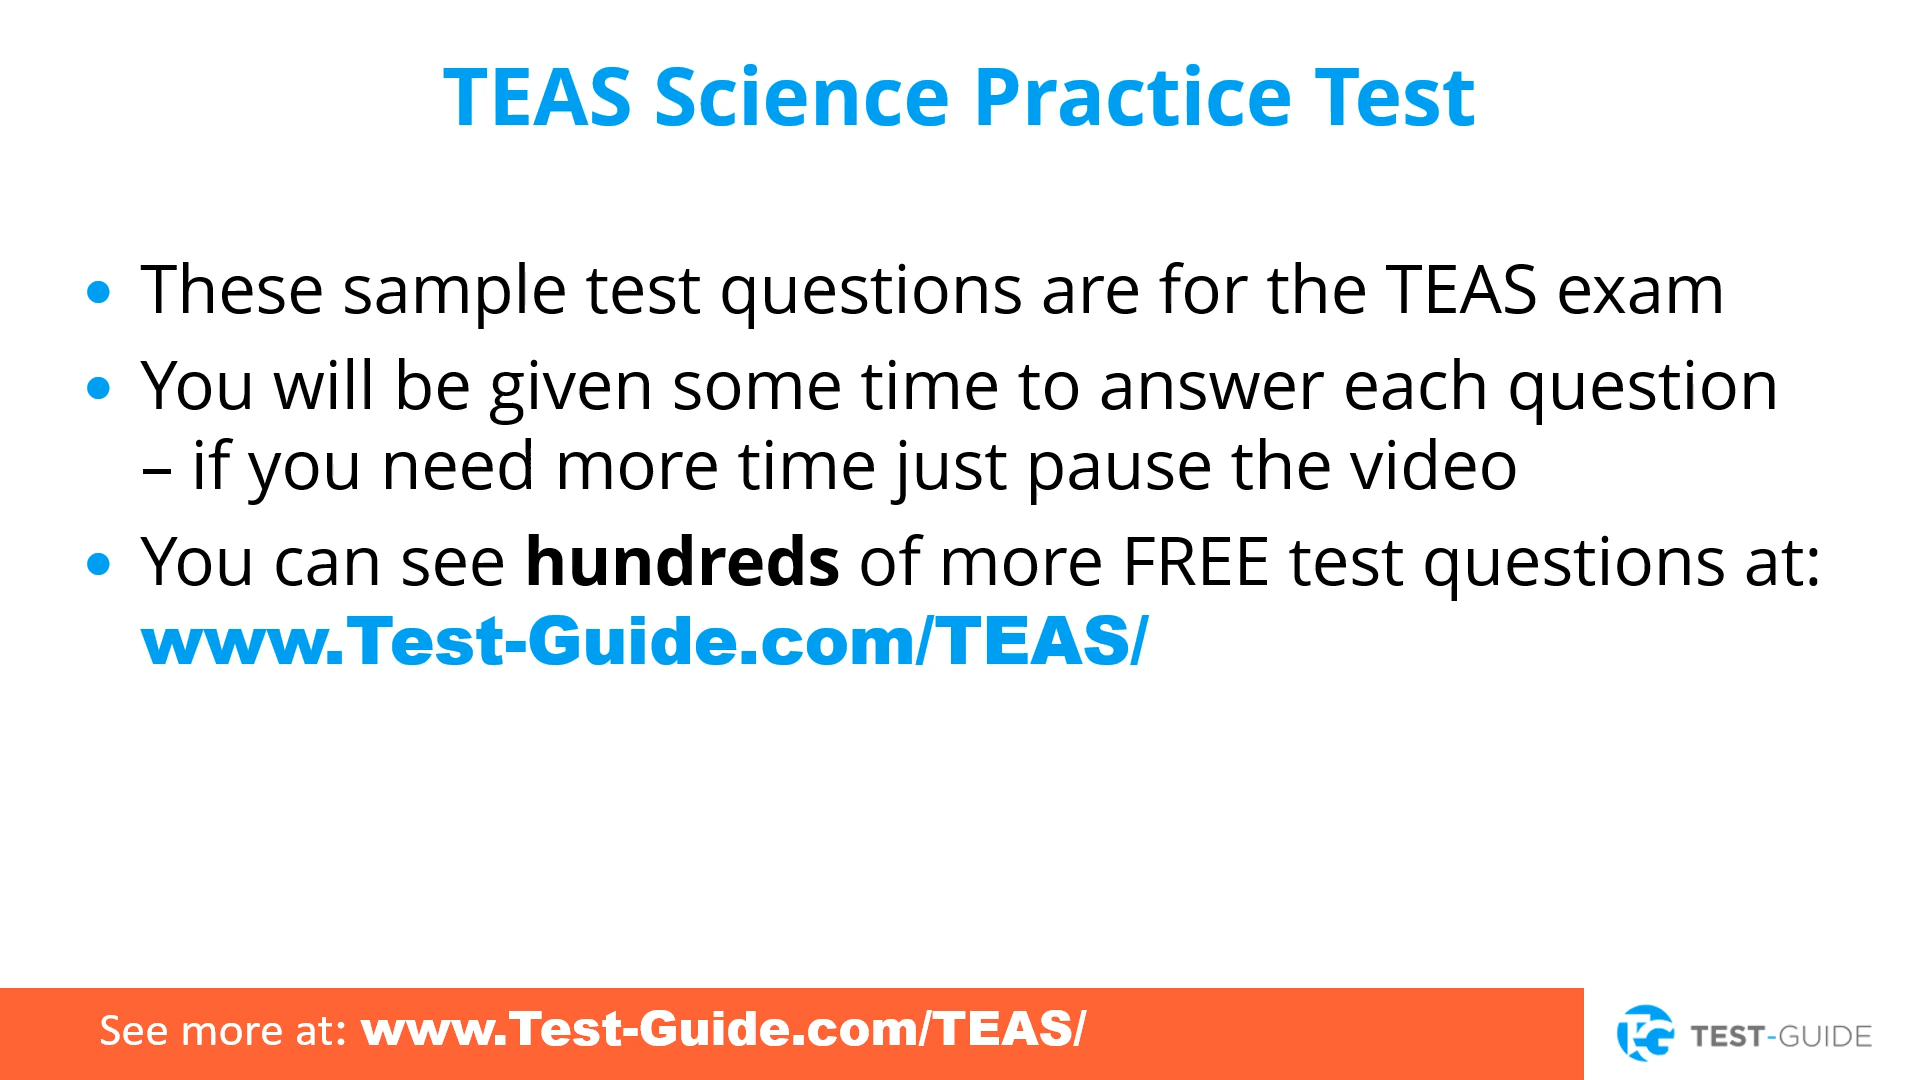 TEAS Science Practice Test
• These sample test questions are for the TEAS exam
• You will be given some time to answer each question
– if you need more time just pause the video
• You can see hundreds of more FREE test questions at:
www.Test-Guide.com/TEAS/
See more at: www.Test-Guide.com/TEAS/
TEST-GUIDE